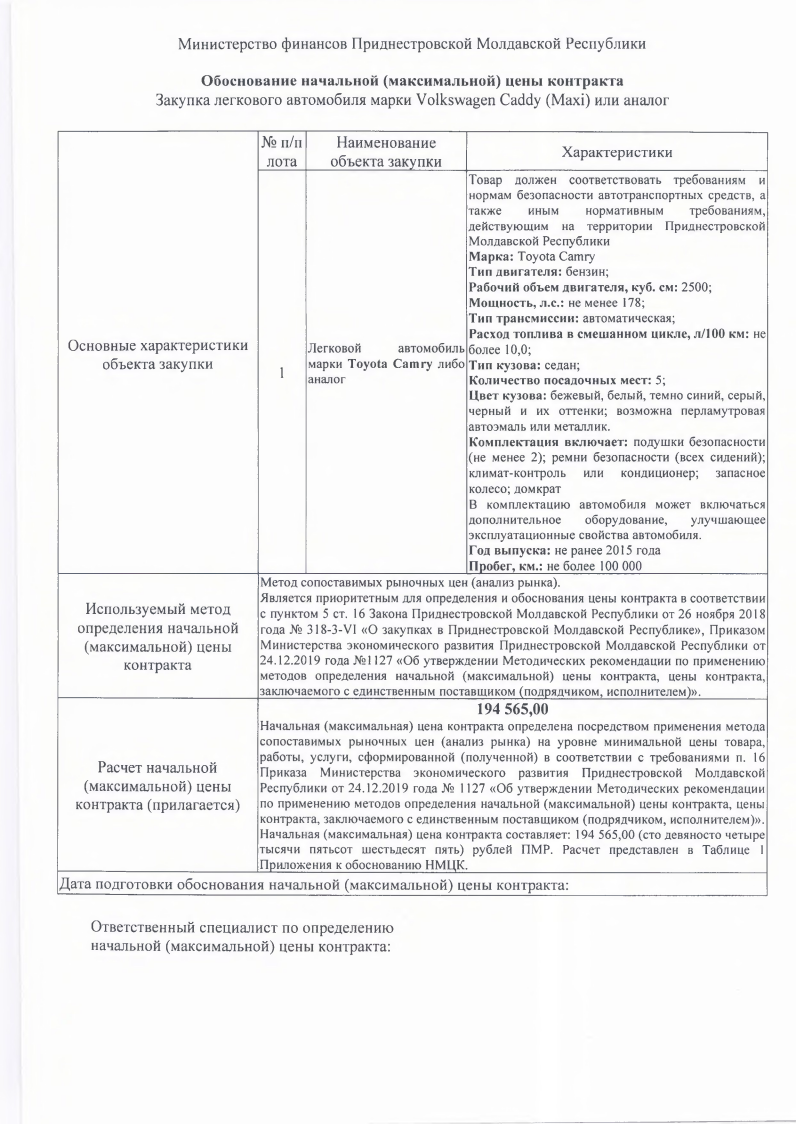 Министерство финансов Приднестровской Молдавской Республики
Обоснование начальной (максимальной) цены контракта
Закупка легкового автомобиля марки Volkswagen Caddy (Maxi) или аналог
№ п/п
лота
Наименование
объекта закупки
Характеристики
Основные характеристики
объекта закупки
1
Легковой автомобиль
марки Toyota Camry либо
аналог
Товар должен соответствовать требованиям и
нормам безопасности автотранспортных средств, а
также иным нормативным требованиям,
действующим на территории Приднестровской
Молдавской Республики
Марка: Toyota Camry
Тип двигателя: бензин;
Рабочий объем двигателя, куб. см: 2500;
Мощность, л.с.: не менее 178;
Тип трансмиссии: автоматическая;
Расход топлива в смешанном цикле, л/100 км: не
более 10,0;
Тип кузова: седан;
Количество посадочных мест: 5;
Цвет кузова: бежевый, белый, темно синий, серый,
черный и их оттенки; возможна перламутровая
автоэмаль или металлик.
Комплектация включает: подушки безопасности
(не менее 2); ремни безопасности (всех сидений);
климат-контроль или кондиционер; запасное
колесо; домкрат
В комплектацию автомобиля может включаться
дополнительное оборудование, улучшающее
эксплуатационные свойства автомобиля.
Год выпуска: не ранее 2015 года
Пробег, км.: не более 100 000
Используемый метод
определения начальной
(максимальной) цены
контракта
Метод сопоставимых рыночных цен (анализ рынка).
Является приоритетным для определения и обоснования цены контракта в соответствии
с пунктом 5 ст. 16 Закона Приднестровской Молдавской Республики от 26 ноября 2018
года № 318-З-VI «О закупках в Приднестровской Молдавской Республике», Приказом
Министерства экономического развития Приднестровской Молдавской Республики от
24.12.2019 года №1127 «Об утверждении Методических рекомендации по применению
методов определения начальной (максимальной) цены контракта, цены контракта,
заключаемого с единственным поставщиком (подрядчиком, исполнителем)».
Расчет начальной
(максимальной) цены
контракта (прилагается)
194 565,00
Начальная (максимальная) цена контракта определена посредством применения метода
сопоставимых рыночных цен (анализ рынка) на уровне минимальной цены товара,
работы, услуги, сформированной (полученной) в соответствии с требованиями п. 16
Приказа Министерства экономического развития Приднестровской Молдавской
Республики от 24.12.2019 года № 1127 «Об утверждении Методических рекомендации
по применению методов определения начальной (максимальной) цены контракта, цены
контракта, заключаемого с единственным поставщиком (подрядчиком, исполнителем)».
Начальная (максимальная) цена контракта составляет: 194 565,00 (сто девяносто четыре
тысячи пятьсот шестьдесят пять) рублей ПМР. Расчет представлен в Таблице 1
Приложения к обоснованию НМЦК.
Дата подготовки обоснования начальной (максимальной) цены контракта:
Ответственный специалист по определению
начальной (максимальной) цены контракта: